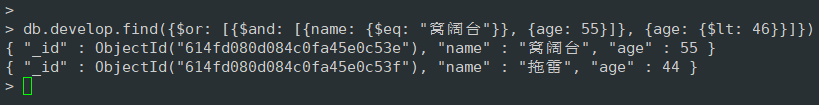 >
> db.develop.find({$or: [{$and: [{name: {$eq: "窝阔台"}}, {age: 55}]}, {age: {$lt: 46}}]})
{ "_id" : ObjectId("614fd080d084c0fa45e0c53e"), "name" : "窝阔台", "age" : 55 }
{ "_id" : ObjectId("614fd080d084c0fa45e0c53f"), "name" : "拖雷", "age" : 44 }
>